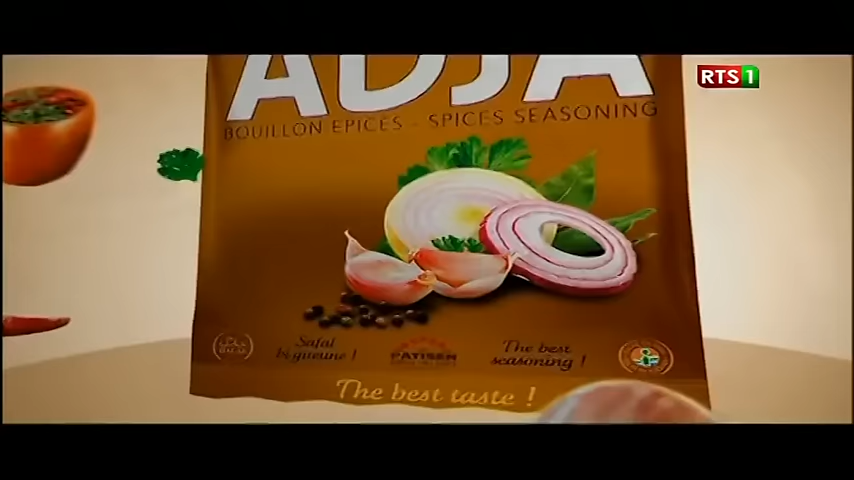 RTS1
ADJA
BOUILLON EPICES - SPICES SEASONING
Safal
bi gueune !
PATISEN
The best
seasoning !
The best taste !